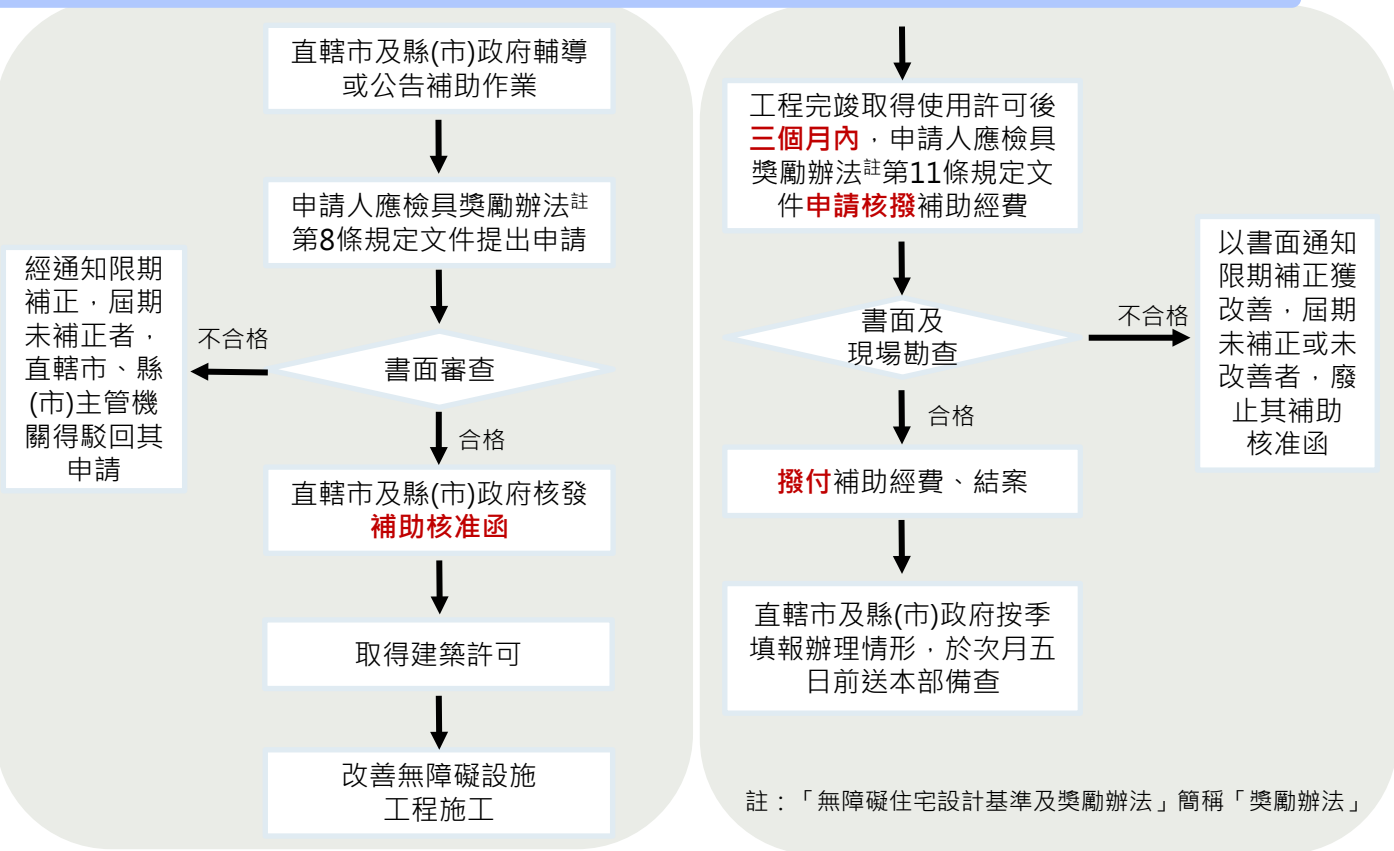 直轄市及縣(市)政府輔導
或公告補助作業
申請人應檢具獎勵辦法註
第8條規定文件提出申請
書面審查
不合格
經通知限期
補正，屆期
未補正者，
直轄市、縣
(市)主管機
關得駁回其
申請
合格
直轄市及縣(市)政府核發
補助核准函
取得建築許可
改善無障礙設施
工程施工
工程完竣取得使用許可後
三個月內，申請人應檢具
獎勵辦法註第11條規定文
件申請核撥補助經費
書面及
現場勘查
不合格
以書面通知
限期補正獲
改善，屆期
未補正或未
改善者，廢
止其補助
核准函
合格
撥付補助經費、結案
直轄市及縣(市)政府按季
填報辦理情形，於次月五
日前送本部備查
註：「無障礙住宅設計基準及獎勵辦法」簡稱「獎勵辦法」